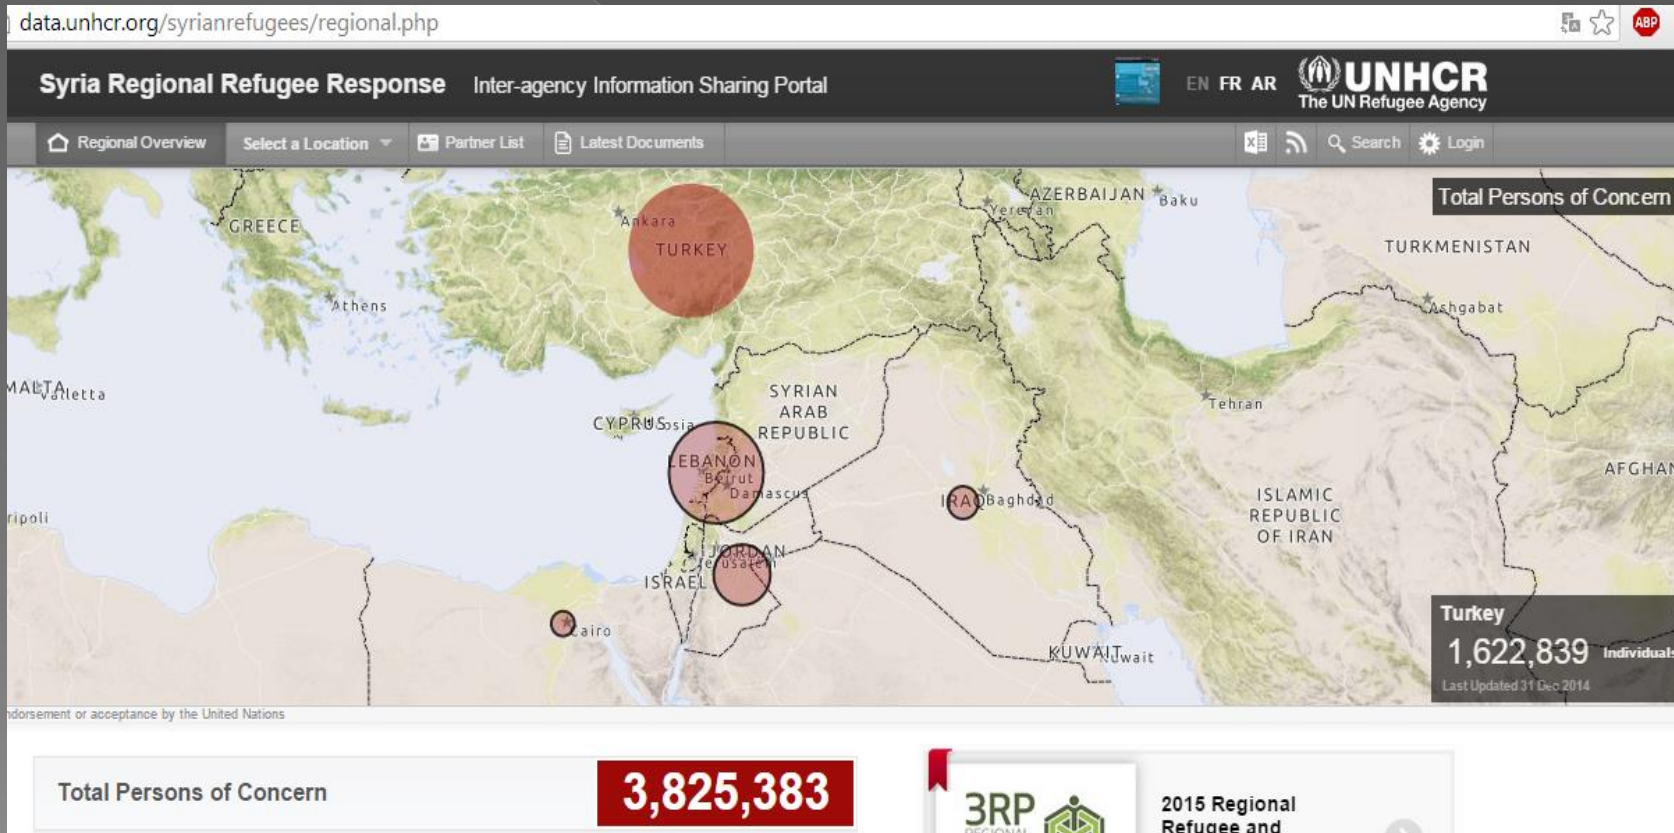 data.unhcr.org/syrianrefugees/regional.php
ABP
Syria Regional Refugee Response Inter-agency Information Sharing Portal
EN FR AR
UNHCR
The UN Refugee Agency
Regional Overview
Select a Location
Partner List
Latest Documents
Search
Login
Total Persons of Concern
AZERBAIJAN
Baku
Yerevan
GREECE
Ankara
TURKEY
TURKMENISTAN
Athens
Ashgabat
MALTA
Valletta
SYRIAN
ARAB
REPUBLIC
Tehran
CYPRUS
LEBANON
Beirut
Damascus
IRAQ
Baghdad
AFGHAN
ISLAMIC
REPUBLIC
OF IRAN
ripoli
JORDAN
Jerusalem
ISRAEL
Cairo
KUWAIT
Turkey
1,622,839 Individuals
Last Updated 31 Dec 2014
ndorsement or acceptance by the United Nations
Total Persons of Concern
3,825,383
3RP
REGIONAL
2015 Regional
Refugee and